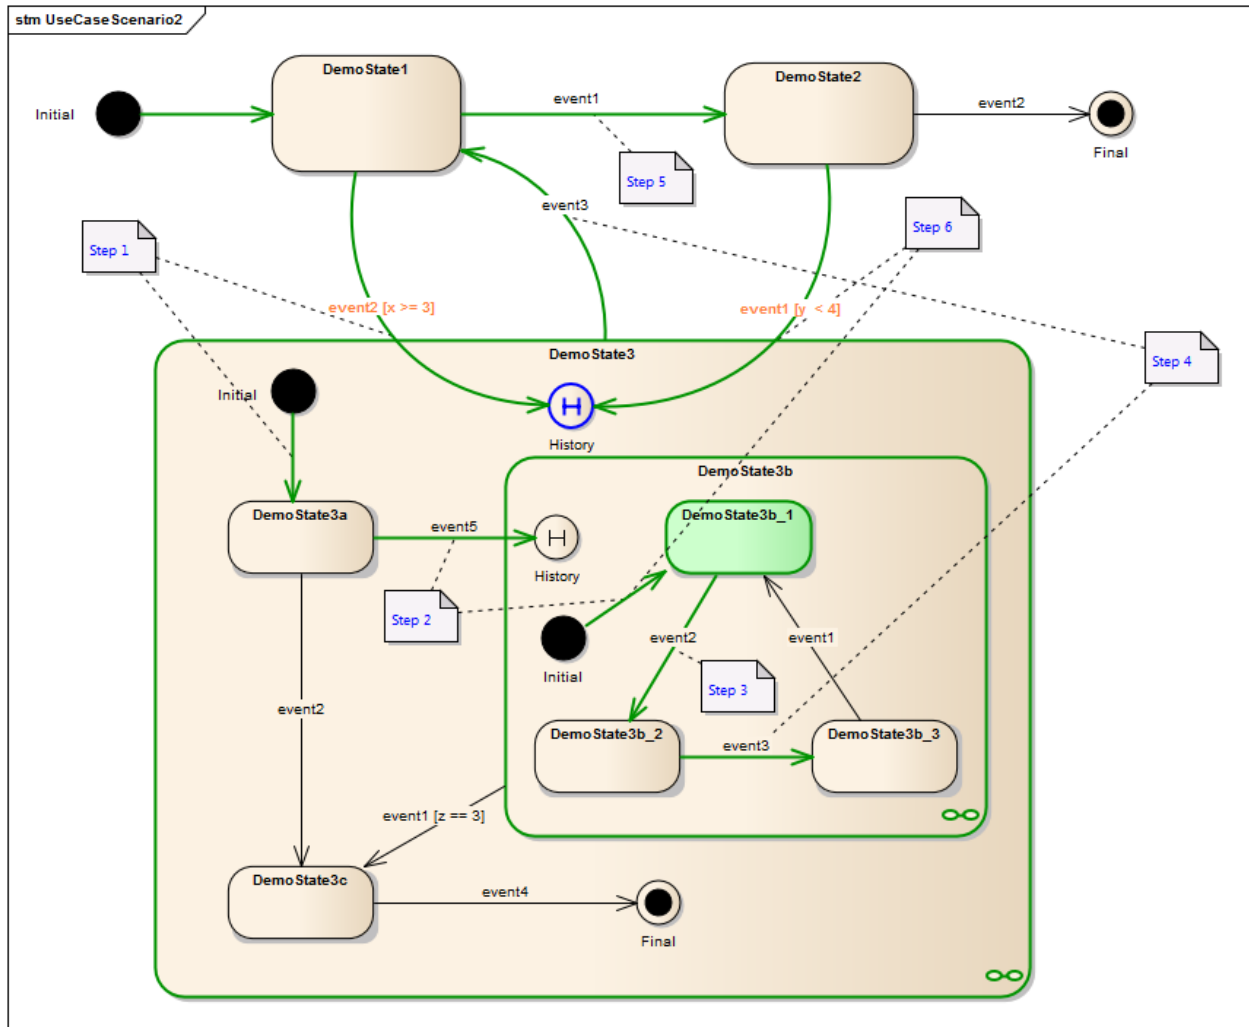 stm UseCaseScenario2
DemoState1
DemoState2
event1
event2
Initial
Final
Step 5
event3
Step 6
Step 1
event2 [x >= 3]
event1 [y < 4]
DemoState3
Step 4
Initial
History
DemoState3b
DemoState3a
DemoState3b_1
event5
H
H
History
Step 2
event2
event1
Initial
Step 3
event2
DemoState3b_2
event3
DemoState3b_3
event1 [z == 3]
DemoState3c
event4
Final